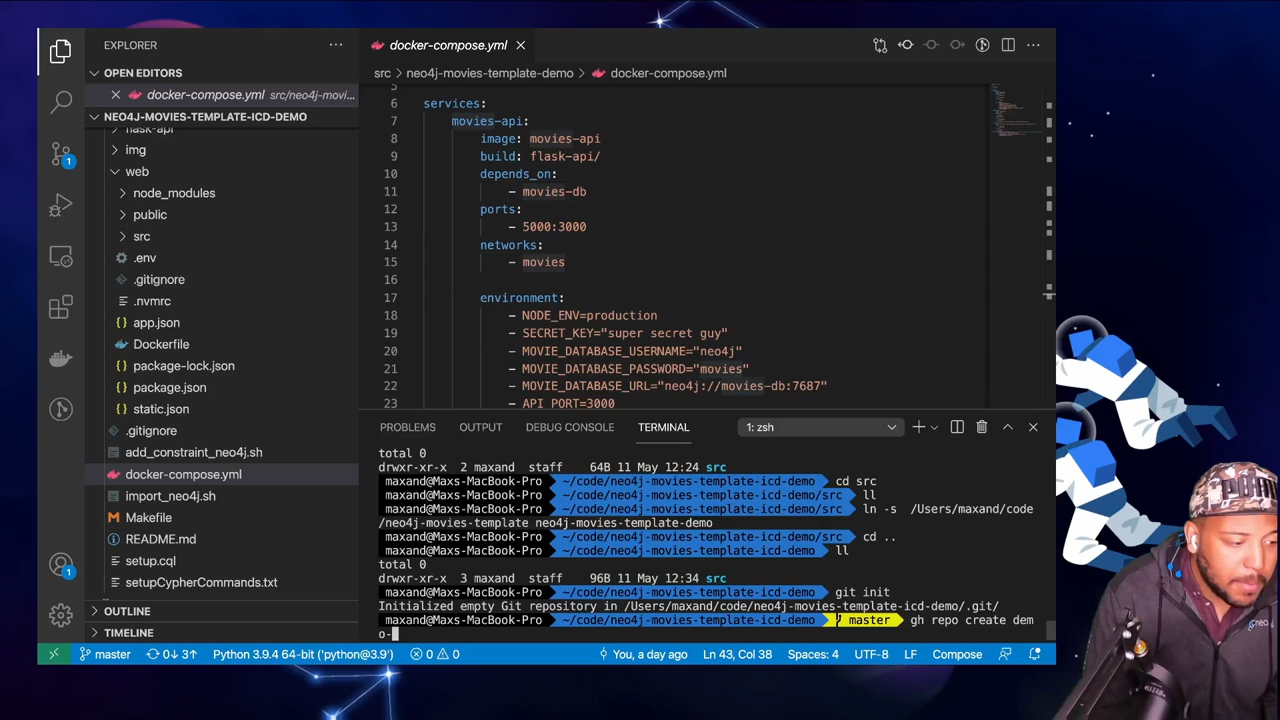 EXPLORER
OPEN EDITORS
docker-compose.yml src/neo4j-movi...
NEO4J-MOVIES-TEMPLATE-ICD-DEMO
flask-api
img
web
node_modules
public
src
.env
.gitignore
.nvmrc
app.json
Dockerfile
package-lock.json
package.json
static.json
.gitignore
add_constraint_neo4j.sh
docker-compose.yml
import_neo4j.sh
Makefile
README.md
setup.cql
setupCypherCommands.txt
OUTLINE
TIMELINE
1
1
docker-compose.yml
src > neo4j-movies-template-demo > docker-compose.yml
5
6 services:
7 movies-api:
8 image: movies-api
9 build: flask-api/
10 depends_on:
11 - movies-db
12 ports:
13 - 5000:3000
14 networks:
15 - movies
16
17 environment:
18 - NODE_ENV=production
19 - SECRET_KEY="super secret guy"
20 - MOVIE_DATABASE_USERNAME="neo4j"
21 - MOVIE_DATABASE_PASSWORD="movies"
22 - MOVIE_DATABASE_URL="neo4j://movies-db:7687"
23 - API_PORT=3000
PROBLEMS OUTPUT DEBUG CONSOLE TERMINAL 1: zsh
total 0
drwxr-xr-x 2 maxand staff 64B 11 May 12:24 src
maxand@Maxs-MacBook-Pro ~/code/neo4j-movies-template-icd-demo cd src
maxand@Maxs-MacBook-Pro ~/code/neo4j-movies-template-icd-demo/src ll
maxand@Maxs-MacBook-Pro ~/code/neo4j-movies-template-icd-demo/src ln -s /Users/maxand/code
/neo4j-movies-template neo4j-movies-template-demo
maxand@Maxs-MacBook-Pro ~/code/neo4j-movies-template-icd-demo/src cd ..
maxand@Maxs-MacBook-Pro ~/code/neo4j-movies-template-icd-demo ll
total 0
drwxr-xr-x 3 maxand staff 96B 11 May 12:34 src
maxand@Maxs-MacBook-Pro ~/code/neo4j-movies-template-icd-demo git init
Initialized empty Git repository in /Users/maxand/code/neo4j-movies-template-icd-demo/.git/
maxand@Maxs-MacBook-Pro ~/code/neo4j-movies-template-icd-demo master gh repo create dem
o-
master 0↓ 3↑ Python 3.9.4 64-bit ('python@3.9') 0 0 You, a day ago Ln 43, Col 38 Spaces: 4 UTF-8 LF Compose